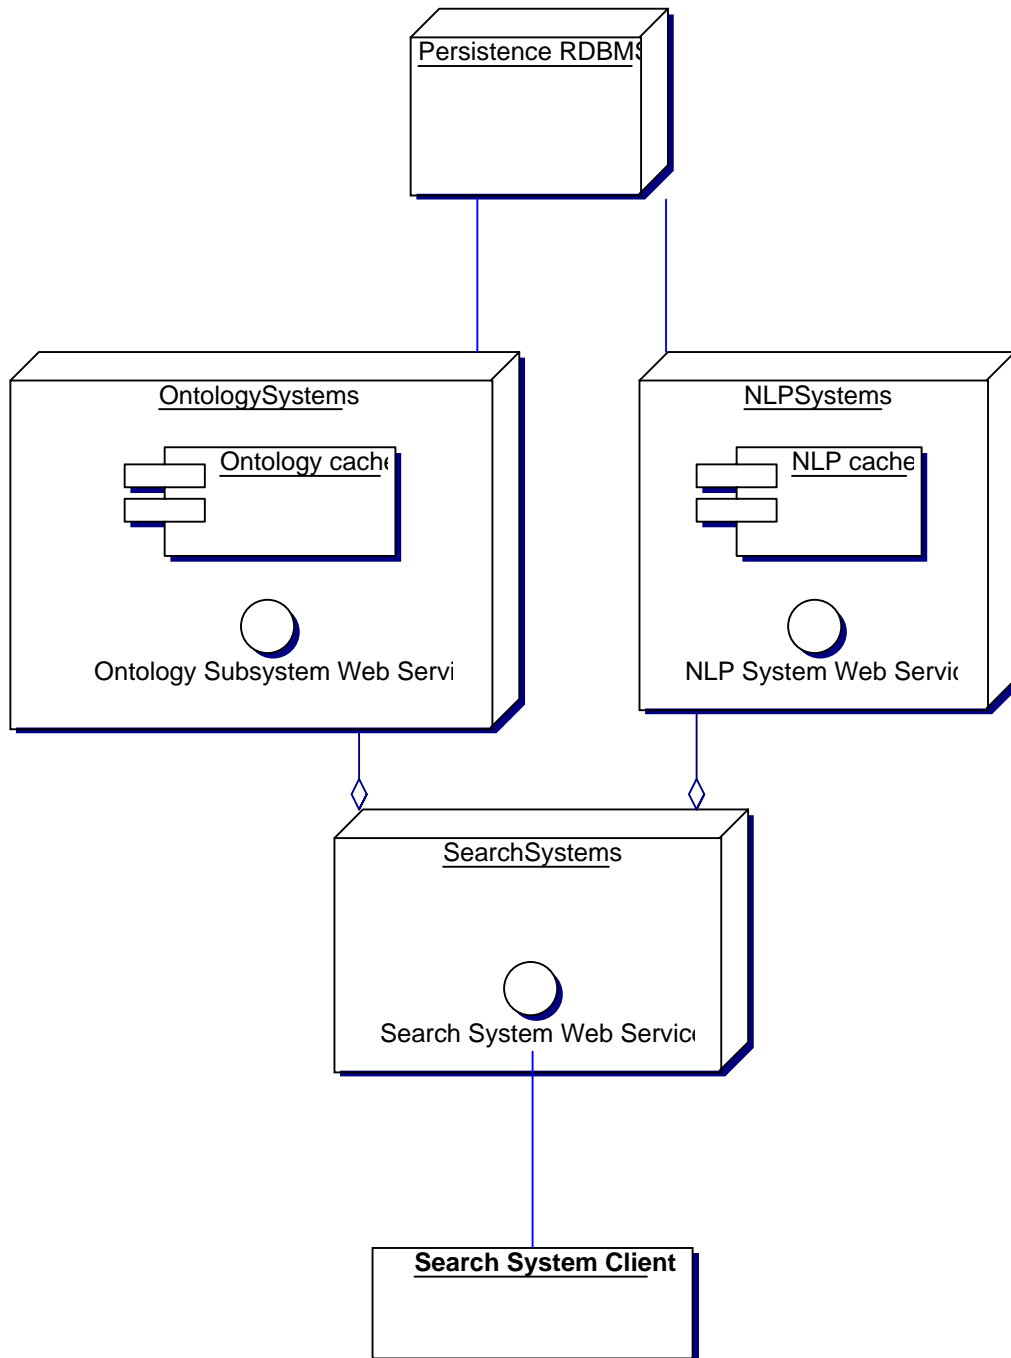 Persistence RDBMS
OntologySystems
NLPSystems
Ontology cache
NLP cache
Ontology Subsystem Web Servi
NLP System Web Servic
SearchSystems
Search System Web Service
Search System Client